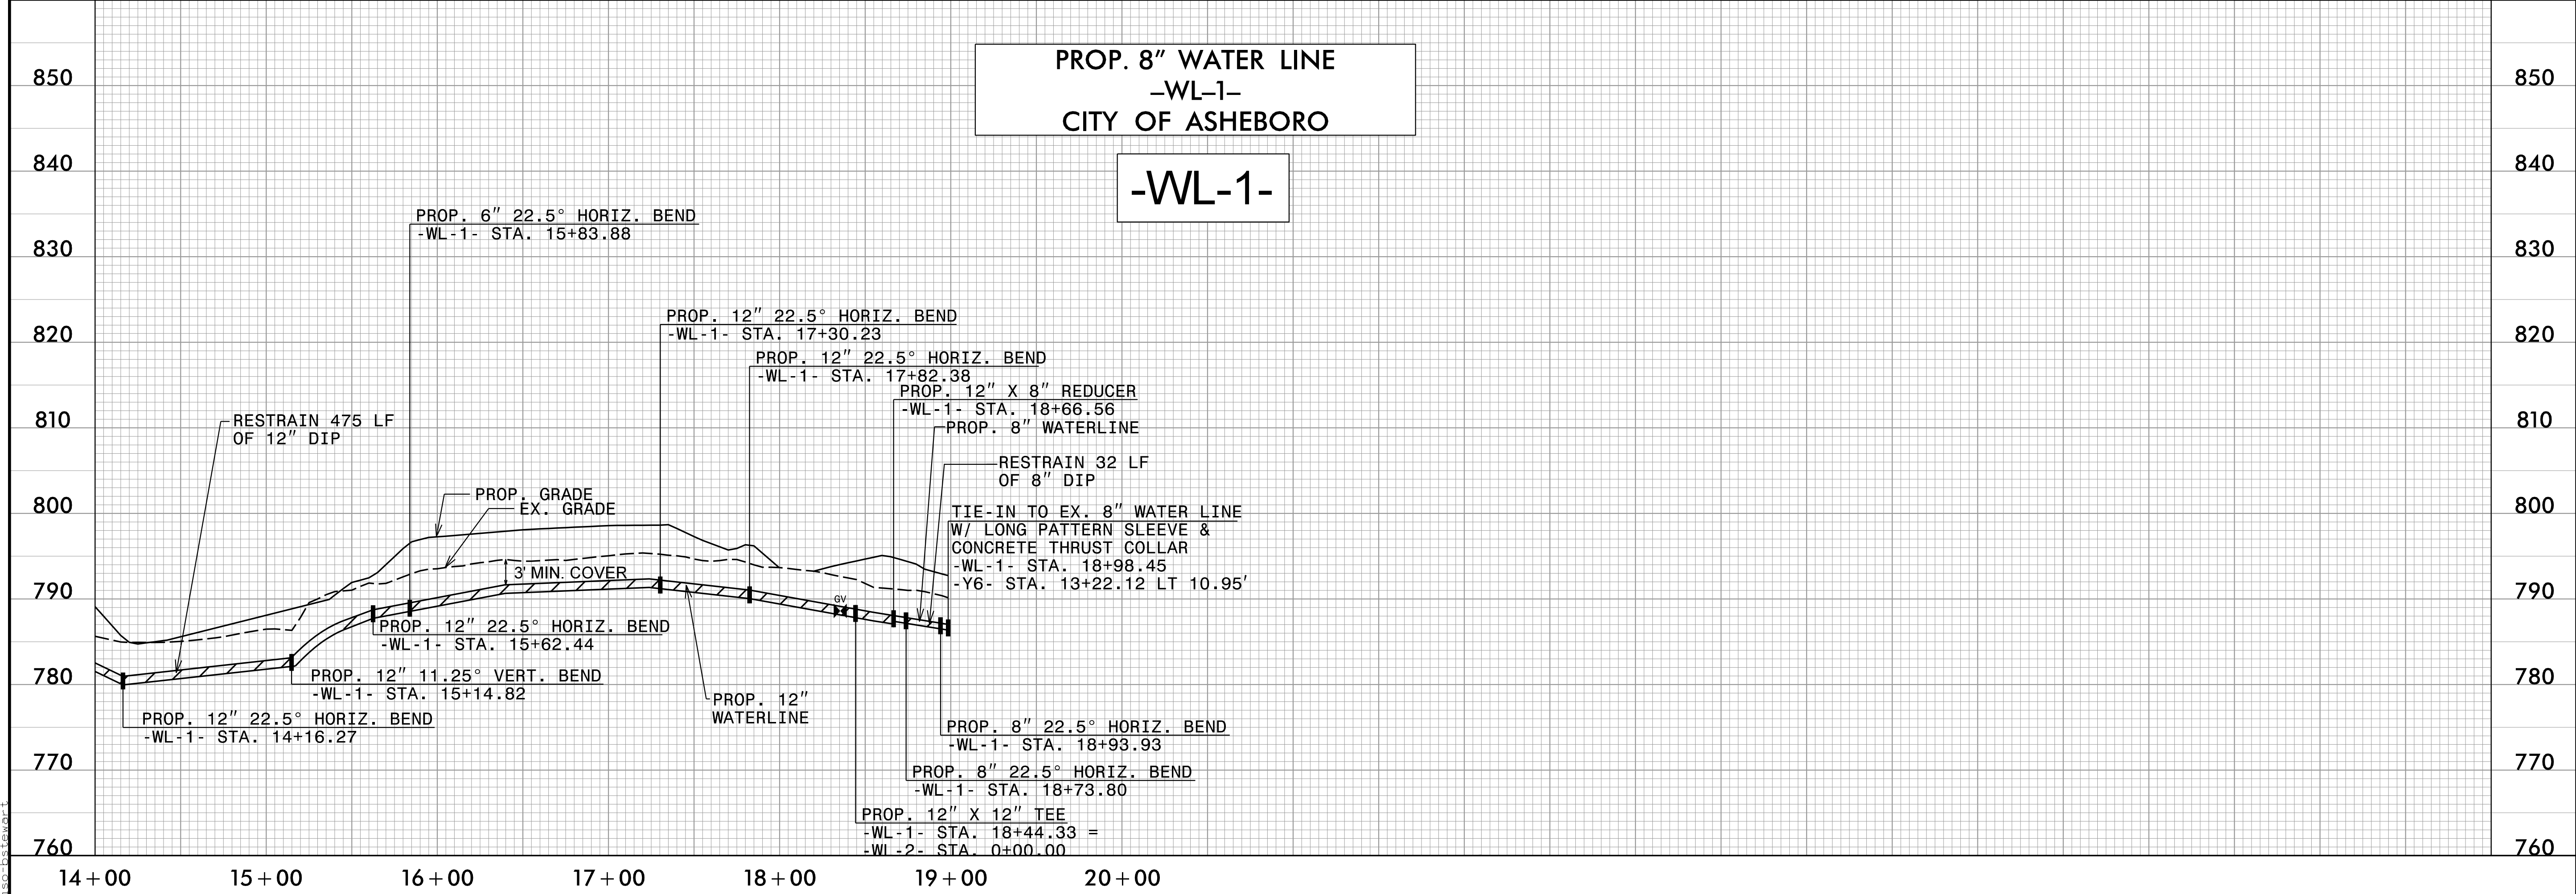 PROP. 8" WATER LINE
–WL–1–
CITY OF ASHEBORO
-WL-1-
850
850
840
840
830
830
820
820
810
810
800
800
790
790
780
780
770
770
760
760
PROP. 6" 22.5° HORIZ. BEND
-WL-1- STA. 15+83.88
PROP. 12" 22.5° HORIZ. BEND
-WL-1- STA. 17+30.23
PROP. 12" 22.5° HORIZ. BEND
-WL-1- STA. 17+82.38
PROP. 12" X 8" REDUCER
-WL-1- STA. 18+66.56
PROP. 8" WATERLINE
RESTRAIN 475 LF
OF 12" DIP
RESTRAIN 32 LF
OF 8" DIP
PROP. GRADE
EX. GRADE
TIE-IN TO EX. 8" WATER LINE
W/ LONG PATTERN SLEEVE &
CONCRETE THRUST COLLAR
-WL-1- STA. 18+98.45
-Y6- STA. 13+22.12 LT 10.95'
3' MIN. COVER
GV
PROP. 12" 22.5° HORIZ. BEND
-WL-1- STA. 15+62.44
PROP. 12" 11.25° VERT. BEND
-WL-1- STA. 15+14.82
PROP. 12" 22.5° HORIZ. BEND
-WL-1- STA. 14+16.27
PROP. 12"
WATERLINE
PROP. 8" 22.5° HORIZ. BEND
-WL-1- STA. 18+93.93
PROP. 8" 22.5° HORIZ. BEND
-WL-1- STA. 18+73.80
PROP. 12" X 12" TEE
-WL-1- STA. 18+44.33 =
-WL-2- STA. 0+00.00
14+00
15+00
16+00
17+00
18+00
19+00
20+00